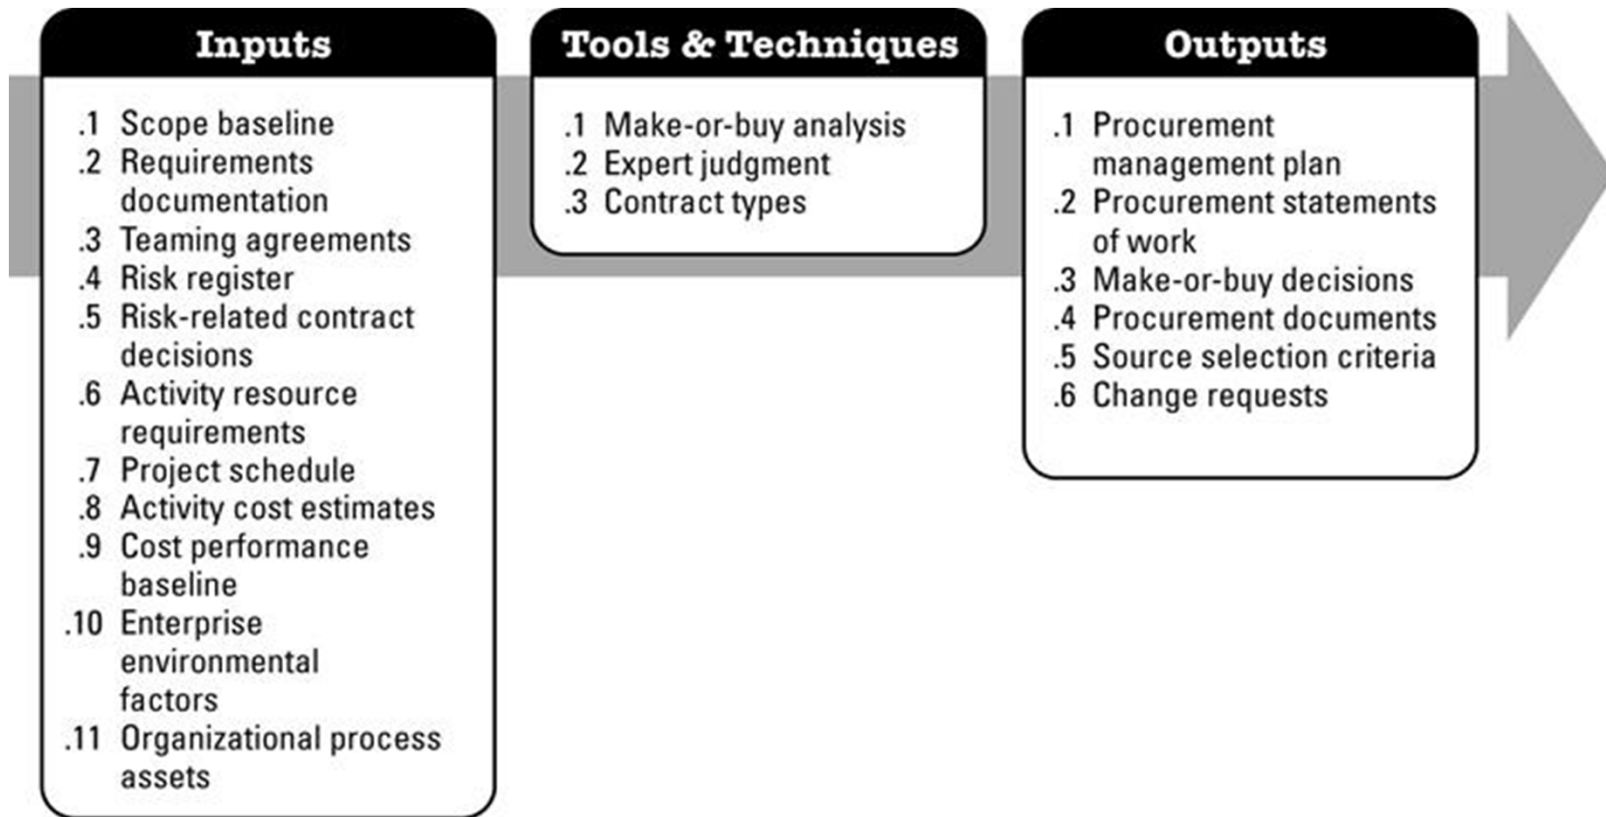 Inputs
.1 Scope baseline
.2 Requirements
documentation
.3 Teaming agreements
.4 Risk register
.5 Risk-related contract
decisions
.6 Activity resource
requirements
.7 Project schedule
.8 Activity cost estimates
.9 Cost performance
baseline
.10 Enterprise
environmental
factors
.11 Organizational process
assets
Tools & Techniques
.1 Make-or-buy analysis
.2 Expert judgment
.3 Contract types
Outputs
.1 Procurement
management plan
.2 Procurement statements
of work
.3 Make-or-buy decisions
.4 Procurement documents
.5 Source selection criteria
.6 Change requests